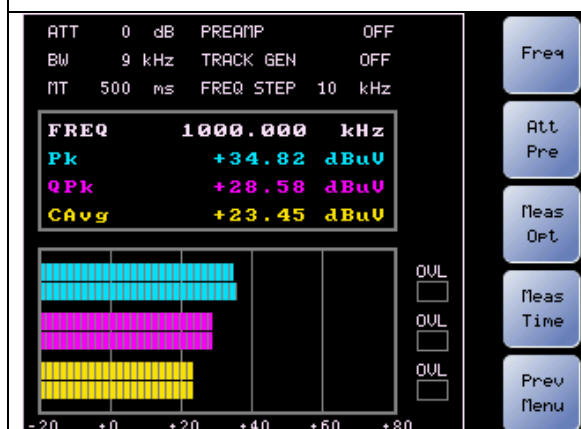 ATT 0 dB PREAMP OFF
BW 9 kHz TRACK GEN OFF
MT 500 ms FREQ STEP 10 kHz
FREQ 1000.000 kHz
Pk +34.82 dBuV
QPk +28.58 dBuV
CAvg +23.45 dBuV
OVL
OVL
OVL
-20 +0 +20 +40 +60 +80
Freq
Att
Pre
Meas
Opt
Meas
Time
Prev
Menu